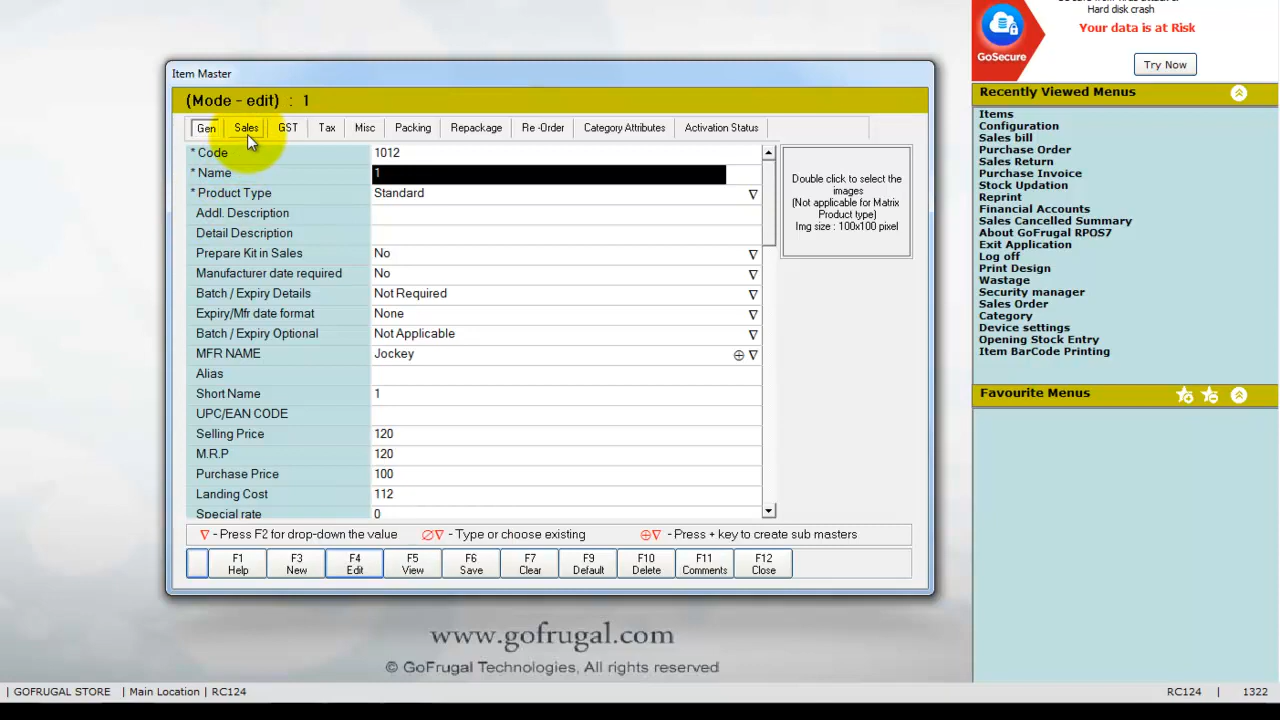 Hard disk crash
Your data is at Risk
GoSecure
Try Now
Item Master
(Mode - edit) : 1
Gen Sales GST Tax Misc Packing Repackage Re -Order Category Attributes Activation Status
* Code 1012
* Name 1
* Product Type Standard
Addl. Description
Detail Description
Prepare Kit in Sales No
Manufacturer date required No
Batch / Expiry Details Not Required
Expiry/Mfr date format None
Batch / Expiry Optional Not Applicable
MFR NAME Jockey
Alias
Short Name 1
UPC/EAN CODE
Selling Price 120
M.R.P 120
Purchase Price 100
Landing Cost 112
Special rate 0
Double click to select the
images
(Not applicable for Matrix
Product type)
Img size : 100x100 pixel
- Press F2 for drop-down the value - Type or choose existing - Press + key to create sub masters
F1 Help
F3 New
F4 Edit
F5 View
F6 Save
F7 Clear
F9 Default
F10 Delete
F11 Comments
F12 Close
Recently Viewed Menus
Items
Configuration
Sales bill
Purchase Order
Sales Return
Purchase Invoice
Stock Updation
Reprint
Financial Accounts
Sales Cancelled Summary
About GoFrugal RPOS7
Exit Application
Log off
Print Design
Wastage
Security manager
Sales Order
Category
Device settings
Opening Stock Entry
Item BarCode Printing
Favourite Menus
www.gofrugal.com
© GoFrugal Technologies, All rights reserved
| GOFRUGAL STORE | Main Location | RC124 RC124 | 1322